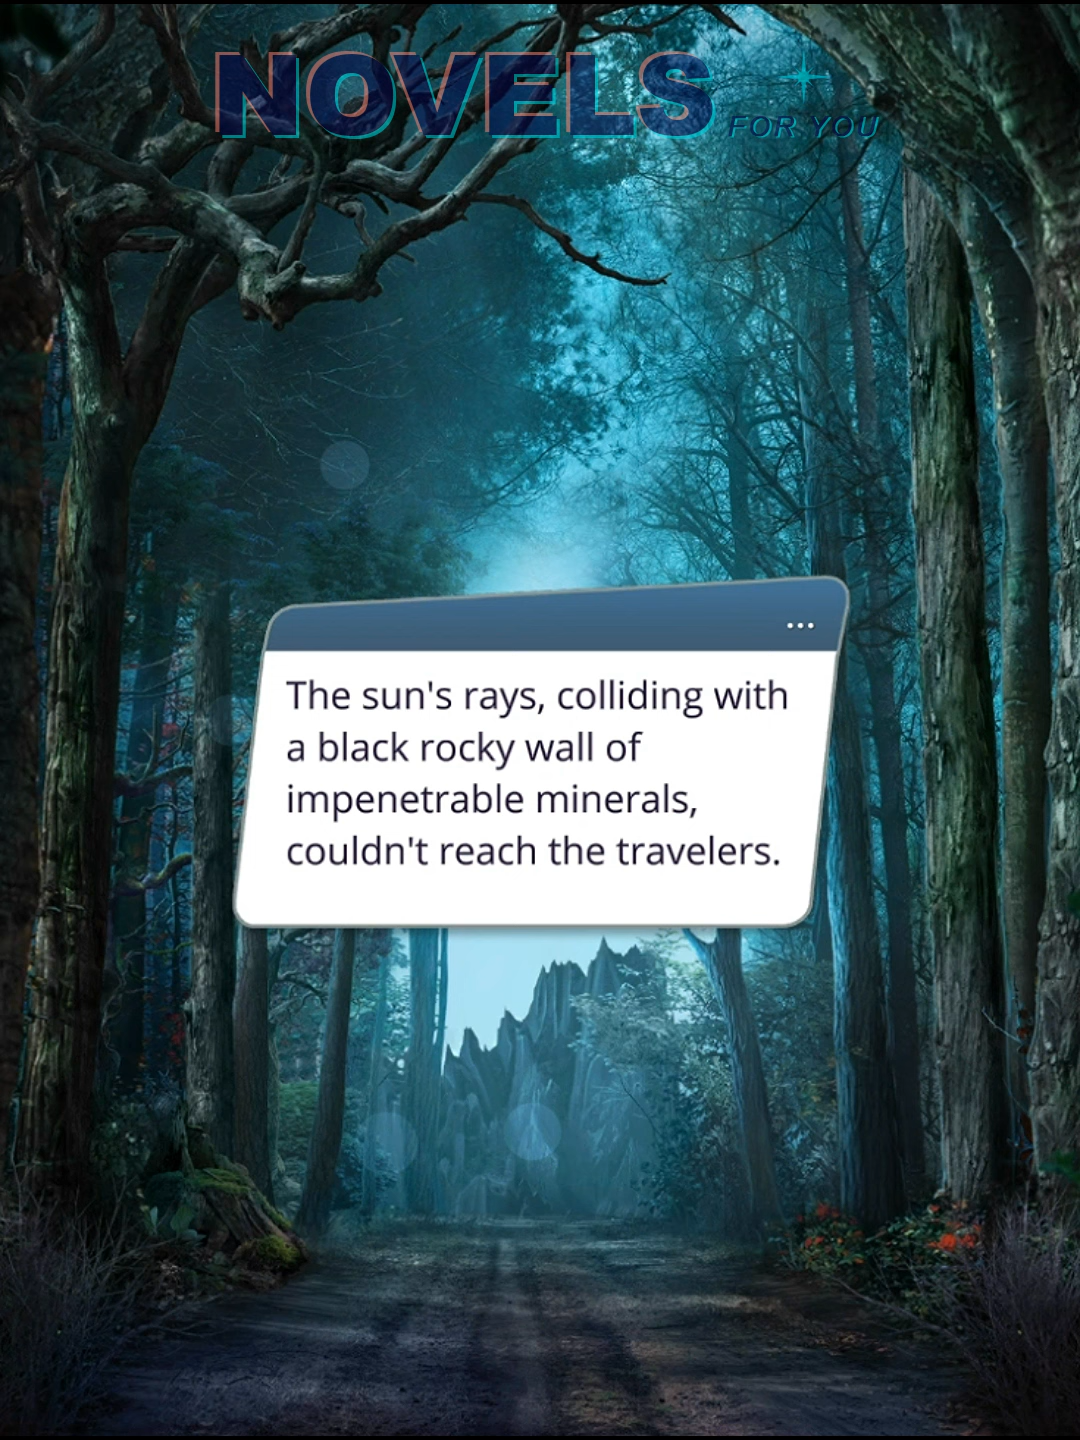 NOVELS
FOR YOU
The sun's rays, colliding with
a black rocky wall of
impenetrable minerals,
couldn't reach the travelers.